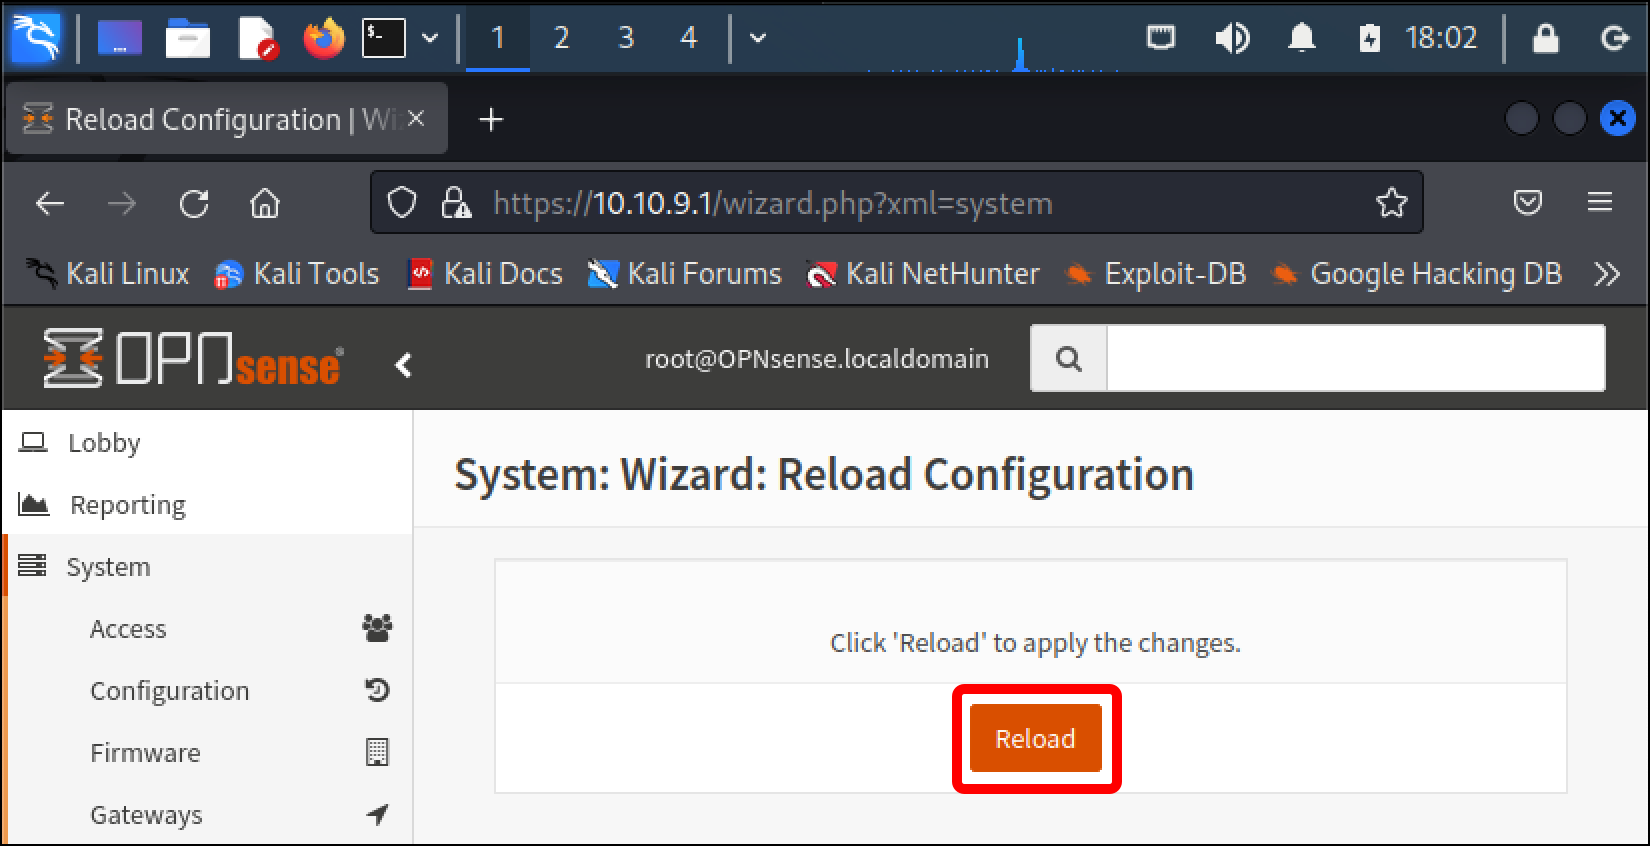 $_
1 2 3 4
18:02
Reload Configuration | Wi
https://10.10.9.1/wizard.php?xml=system
Kali Linux Kali Tools Kali Docs Kali Forums Kali NetHunter Exploit-DB Google Hacking DB
OPNsense®
root@OPNsense.localdomain
Lobby
Reporting
System
Access
Configuration
Firmware
Gateways
System: Wizard: Reload Configuration
Click 'Reload' to apply the changes.
Reload